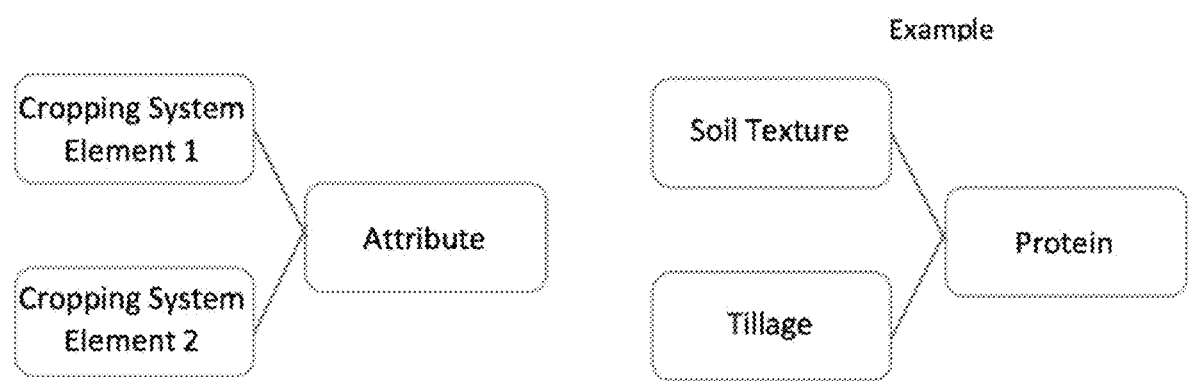 Example
Cropping System
Element 1
Attribute
Cropping System
Element 2
Soil Texture
Protein
Tillage